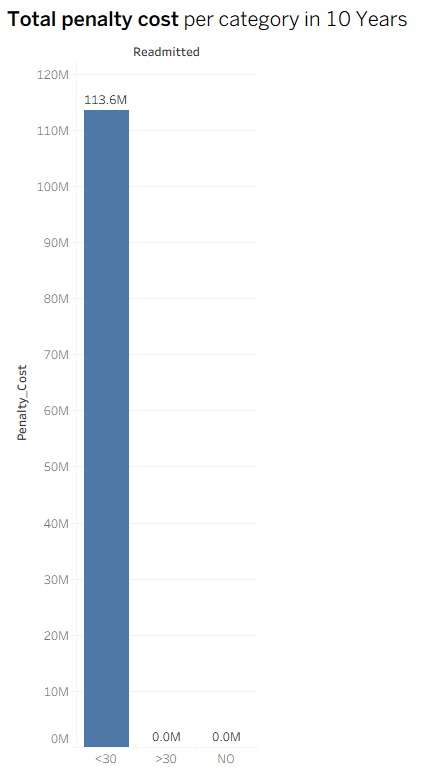 Total penalty cost per category in 10 Years
Readmitted
120M
113.6M
110M
100M
90M
80M
70M
Penalty_Cost
60M
50M
40M
30M
20M
10M
0.0M 0.0M
0M
<30 >30 NO